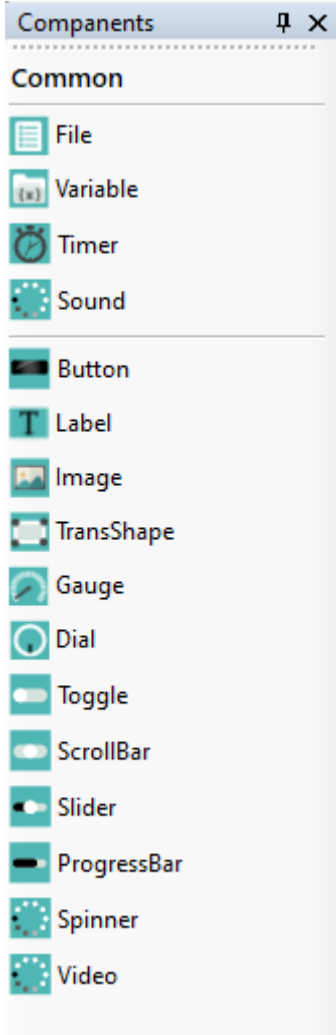 Companents
Common
File
Variable
Timer
Sound
Button
Label
Image
TransShape
Gauge
Dial
Toggle
ScrollBar
Slider
ProgressBar
Spinner
Video